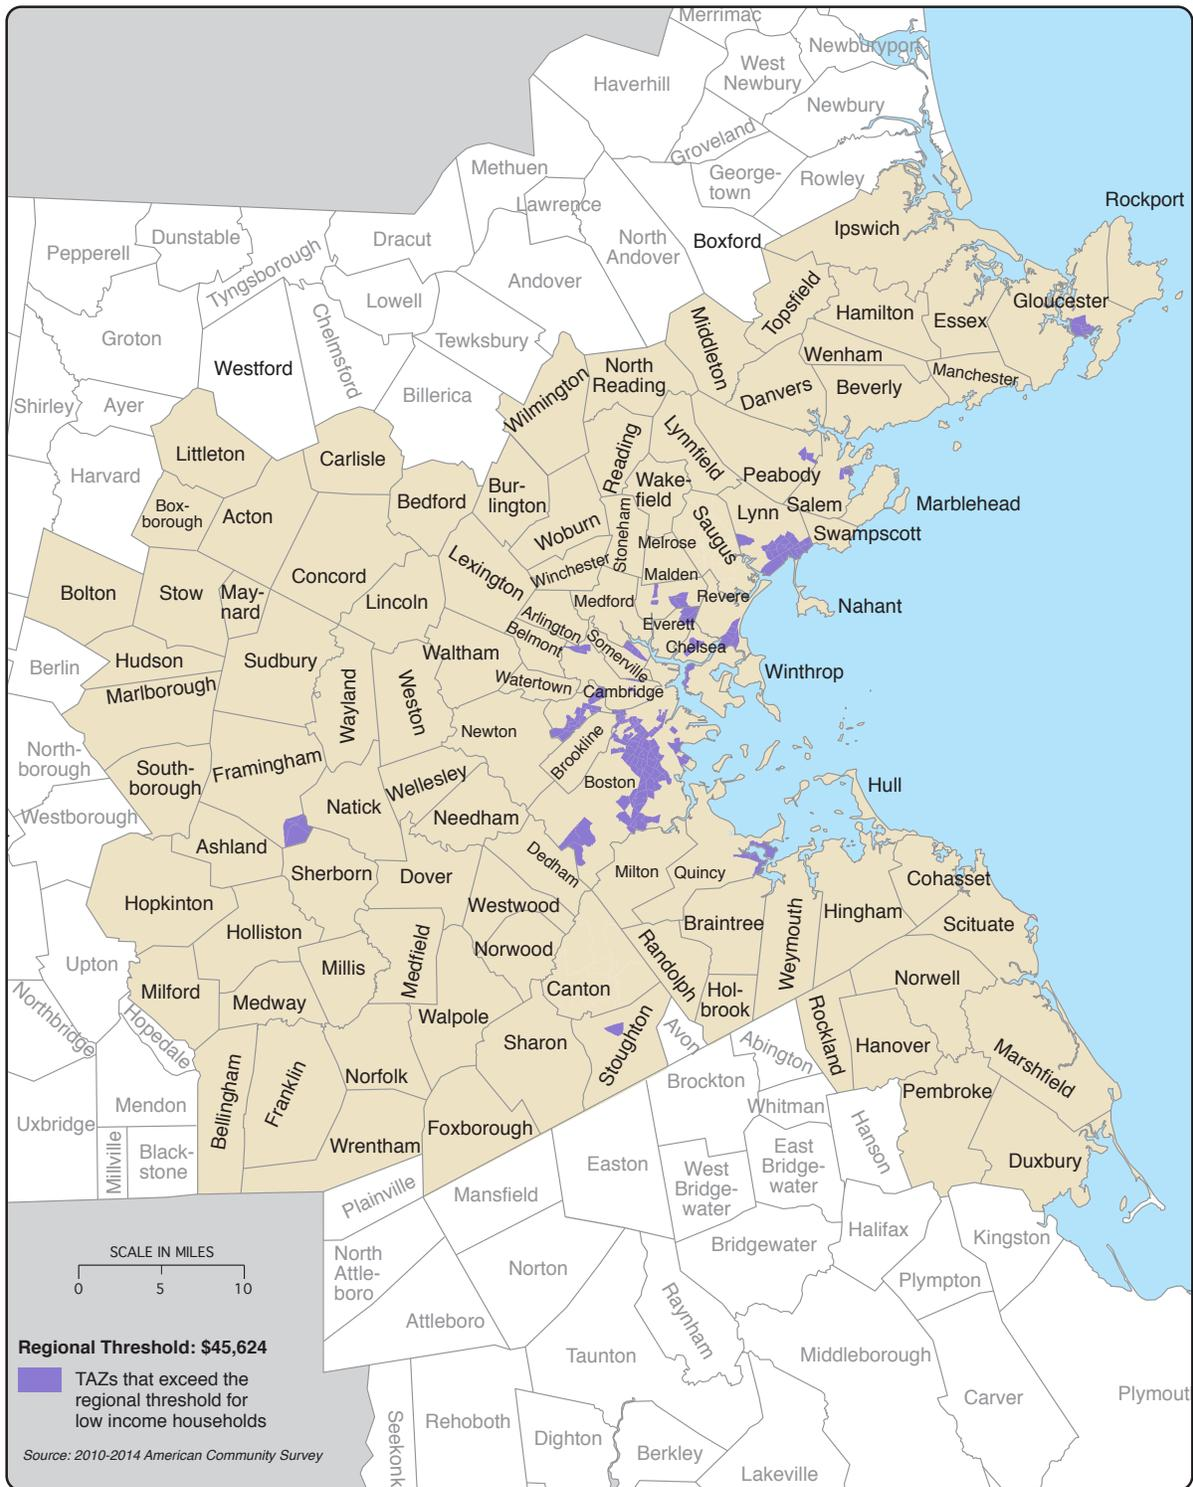 Merrimac
Newburyport
West
Newbury
Haverhill
Newbury
Groveland
Methuen
George-
town
Rowley
Rockport
Lawrence
Ipswich
Dunstable
Dracut
North
Andover
Boxford
Pepperell
Tyngsborough
Andover
Topsfield
Lowell
Gloucester
Middleton
Hamilton
Essex
Groton
Chelmsford
Tewksbury
Wenham
Westford
North
Reading
Manchester
Danvers
Beverly
Wilmington
Billerica
Shirley
Ayer
Lynnfield
Reading
Littleton
Carlisle
Harvard
Peabody
Wake-
field
Bur-
lington
Bedford
Salem
Marblehead
Box-
borough
Acton
Lynn
Stoneham
Woburn
Saugus
Swampscott
Melrose
Lexington
Winchester
Concord
Malden
Bolton
Stow
May-
nard
Lincoln
Medford
Revere
Nahant
Arlington
Everett
Belmont
Somerville
Chelsea
Berlin
Hudson
Sudbury
Waltham
Winthrop
Marlborough
Wayland
Weston
Watertown
Cambridge
Newton
North-
borough
Brookline
South-
borough
Framingham
Wellesley
Boston
Hull
Natick
Westborough
Needham
Ashland
Dedham
Sherborn
Dover
Milton
Quincy
Cohasset
Hopkinton
Westwood
Hingham
Braintree
Weymouth
Scituate
Holliston
Medfield
Norwood
Upton
Millis
Randolph
Norwell
Milford
Medway
Canton
Hol-
brook
Northbridge
Hopedale
Walpole
Rockland
Sharon
Stoughton
Avon
Abington
Hanover
Marshfield
Norfolk
Franklin
Bellingham
Brockton
Pembroke
Mendon
Whitman
Uxbridge
Foxborough
Hanson
Wrentham
Millville
Black-
stone
Easton
West
Bridge-
water
East
Bridge-
water
Duxbury
Plainville
Mansfield
Halifax
Kingston
Bridgewater
North
Attle-
boro
Norton
Plympton
Attleboro
Raynham
Taunton
Middleborough
Carver
Plymout
Seekonk
Rehoboth
Dighton
Berkley
Lakeville
SCALE IN MILES
0 5 10
Regional Threshold: $45,624
TAZs that exceed the
regional threshold for
low income households
Source: 2010-2014 American Community Survey